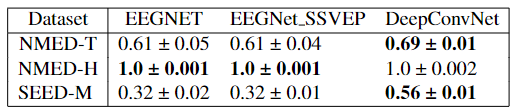 Dataset EEGNET EEGNet_SSVEP DeepConvNet
NMED-T 0.61 ± 0.05 0.61 ± 0.04 0.69 ± 0.01
NMED-H 1.0 ± 0.001 1.0 ± 0.001 1.0 ± 0.002
SEED-M 0.32 ± 0.02 0.32 ± 0.01 0.56 ± 0.01